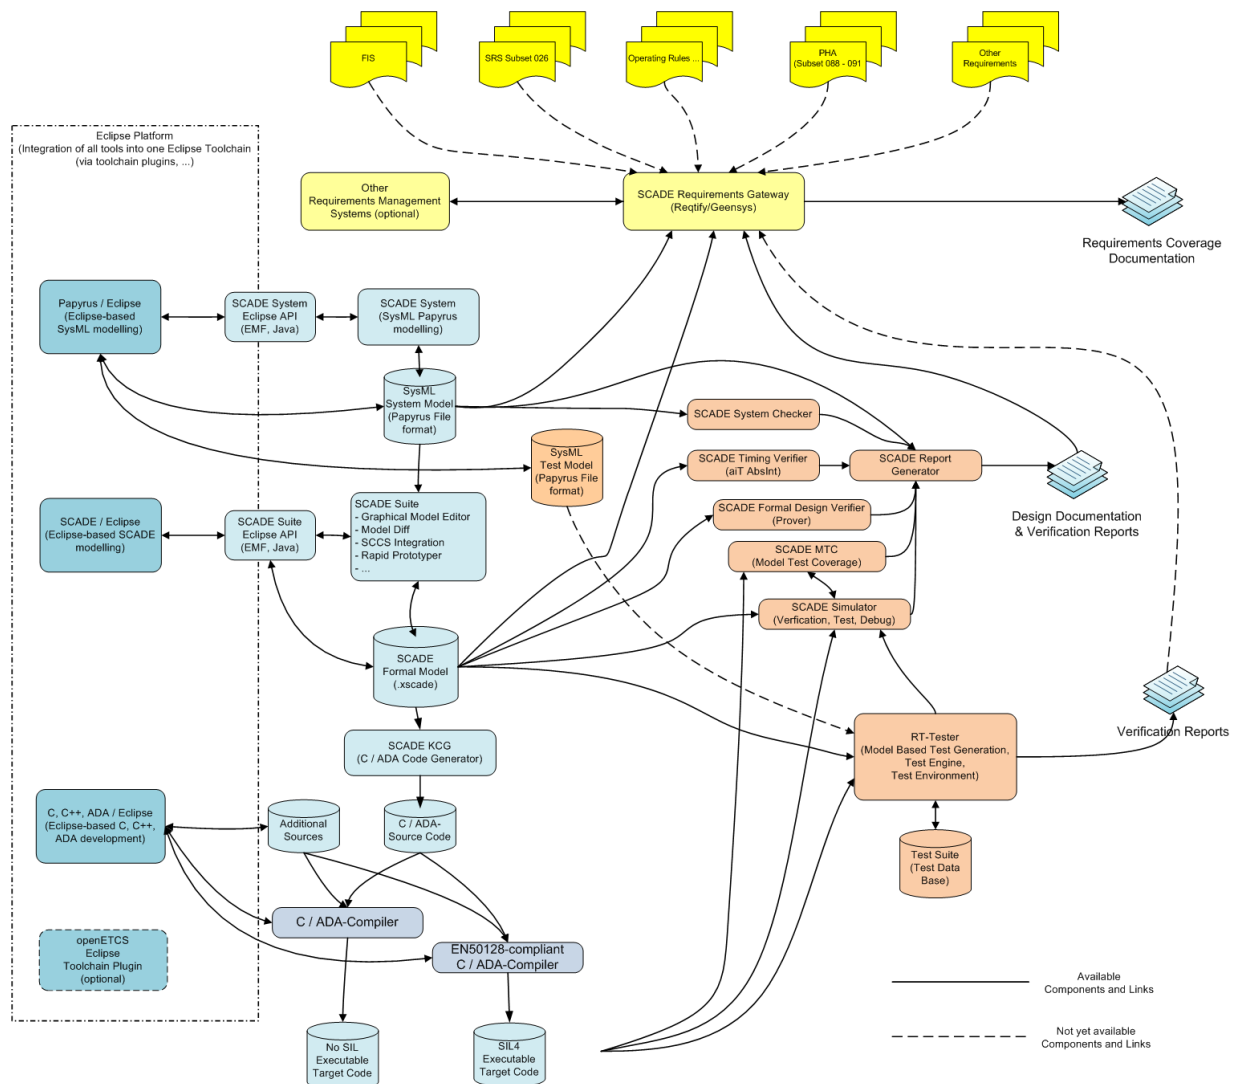 FIS
SRS Subset 026
Operating Rules ...
PHA
(Subset 088 - 091
Other
Requirements
Eclipse Platform
(Integration of all tools into one Eclipse Toolchain
(via toolchain plugins, ...)
Other
Requirements Management
Systems (optional)
SCADE Requirements Gateway
(Reqtify/Geensys)
Requirements Coverage
Documentation
Papyrus / Eclipse
(Eclipse-based
SysML modelling)
SCADE System
Eclipse API
(EMF, Java)
SCADE System
(SysML Papyrus
modelling)
SysML
System Model
(Papyrus File
format)
SCADE System Checker
SysML
Test Model
(Papyrus File
format)
SCADE Timing Verifier
(aiT AbsInt)
SCADE Report
Generator
SCADE / Eclipse
(Eclipse-based SCADE
modelling)
SCADE Suite
Eclipse API
(EMF, Java)
SCADE Suite
- Graphical Model Editor
- Model Diff
- SCCS Integration
- Rapid Prototyper
- ...
SCADE Formal Design Verifier
(Prover)
Design Documentation
& Verification Reports
SCADE MTC
(Model Test Coverage)
SCADE Simulator
(Verfication, Test, Debug)
SCADE
Formal Model
(.xscade)
SCADE KCG
(C / ADA Code Generator)
RT-Tester
(Model Based Test Generation,
Test Engine,
Test Environment)
Verification Reports
C, C++, ADA / Eclipse
(Eclipse-based C, C++,
ADA development)
Additional
Sources
C / ADA-
Source Code
Test Suite
(Test Data
Base)
C / ADA-Compiler
EN50128-compliant
C / ADA-Compiler
openETCS
Eclipse
Toolchain Plugin
(optional)
No SIL
Executable
Target Code
SIL4
Executable
Target Code
Available
Components and Links
Not yet available
Components and Links